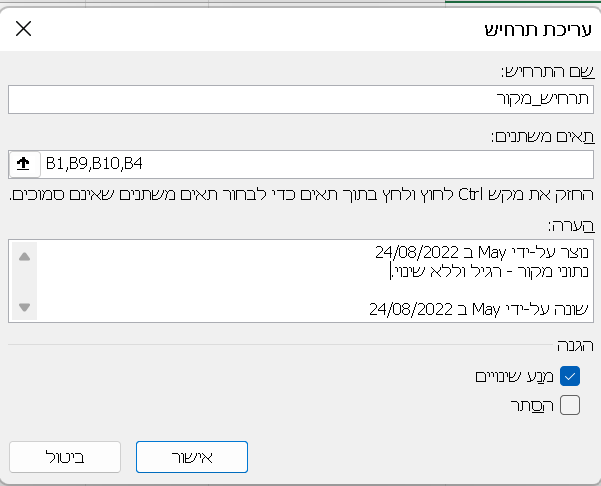 עריכת תרחיש
שם התרחיש:
תרחיש_מקור
תאים משתנים:
B1,B9,B10,B4
החזק את מקש Ctrl לחוץ ולחץ בתוך תאים כדי לבחור תאים משתנים שאינם סמוכים.
הערה:
נוצר על-ידי May ב 24/08/2022
נתוני מקור - רגיל וללא שינוי.
שונה על-ידי May ב 24/08/2022
הגנה
מנע שינויים
הסתר
אישור
ביטול